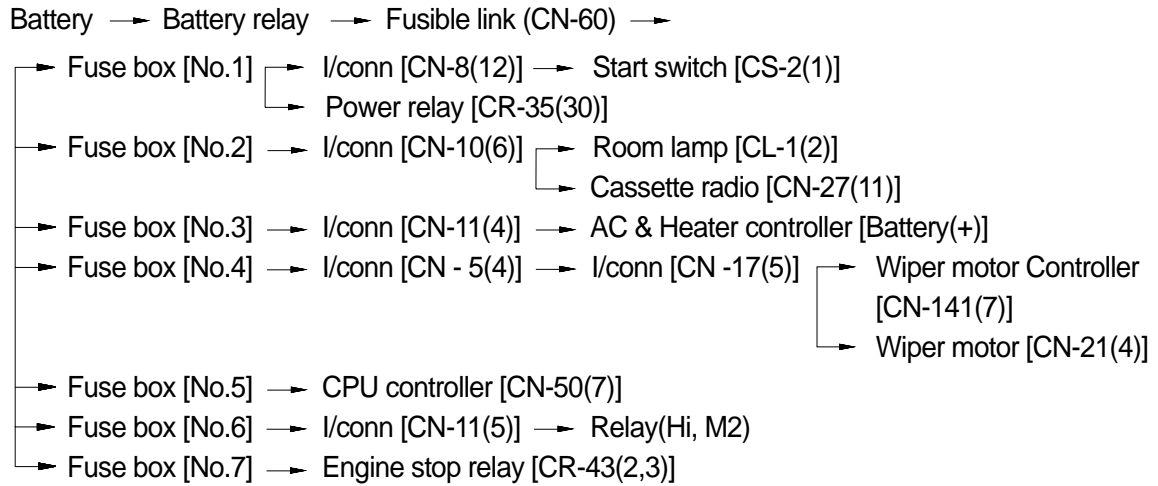 Battery → Battery relay → Fusible link (CN-60) →
Fuse box [No.1] → I/conn [CN-8(12)] → Start switch [CS-2(1)]
→ Power relay [CR-35(30)]
Fuse box [No.2] → I/conn [CN-10(6)] → Room lamp [CL-1(2)]
→ Cassette radio [CN-27(11)]
Fuse box [No.3] → I/conn [CN-11(4)] → AC & Heater controller [Battery(+)]
Fuse box [No.4] → I/conn [CN - 5(4)] → I/conn [CN -17(5)] → Wiper motor Controller
[CN-141(7)]
→ Wiper motor [CN-21(4)]
Fuse box [No.5] → CPU controller [CN-50(7)]
Fuse box [No.6] → I/conn [CN-11(5)] → Relay(Hi, M2)
Fuse box [No.7] → Engine stop relay [CR-43(2,3)]